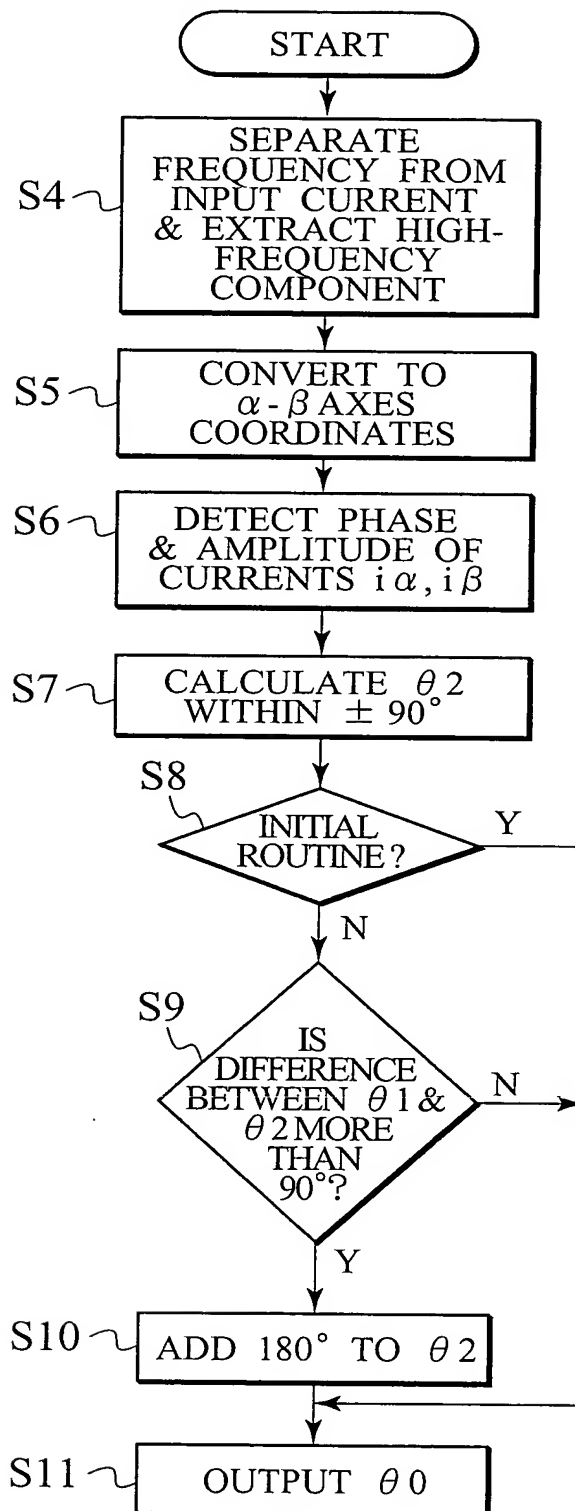 START
S4
SEPARATE
FREQUENCY FROM
INPUT CURRENT
& EXTRACT HIGH-
FREQUENCY
COMPONENT
S5
CONVERT TO
α-β AXES
COORDINATES
S6
DETECT PHASE
& AMPLITUDE OF
CURRENTS iα, iβ
S7
CALCULATE θ2
WITHIN ± 90°
S8
INITIAL
ROUTINE?
Y
N
S9
IS
DIFFERENCE
BETWEEN θ1 &
θ2 MORE
THAN
90°?
N
Y
S10
ADD 180° TO θ2
S11
OUTPUT θ0